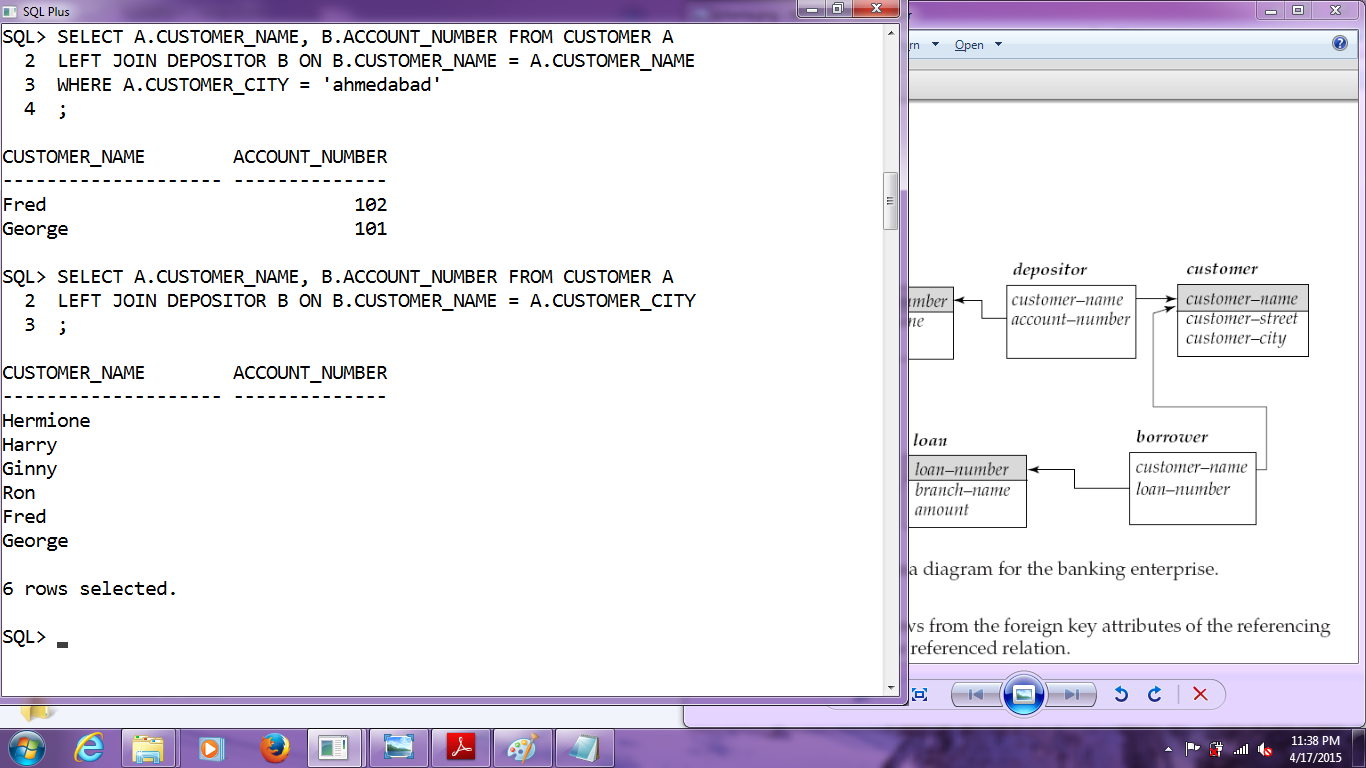 SQL Plus
SQL> SELECT A.CUSTOMER_NAME, B.ACCOUNT_NUMBER FROM CUSTOMER A
2 LEFT JOIN DEPOSITOR B ON B.CUSTOMER_NAME = A.CUSTOMER_NAME
3 WHERE A.CUSTOMER_CITY = 'ahmedabad'
4 ;
CUSTOMER_NAME ACCOUNT_NUMBER
-------------------- --------------
Fred 102
George 101
SQL> SELECT A.CUSTOMER_NAME, B.ACCOUNT_NUMBER FROM CUSTOMER A
2 LEFT JOIN DEPOSITOR B ON B.CUSTOMER_NAME = A.CUSTOMER_CITY
3 ;
CUSTOMER_NAME ACCOUNT_NUMBER
-------------------- --------------
Hermione
Harry
Ginny
Ron
Fred
George
6 rows selected.
SQL>
Open
depositor
customer-name
account-number
customer
customer-name
customer-street
customer-city
loan
loan-number
branch-name
amount
borrower
customer-name
loan-number
a diagram for the banking enterprise.
from the foreign key attributes of the referencing
referenced relation.
11:38 PM
4/17/2015